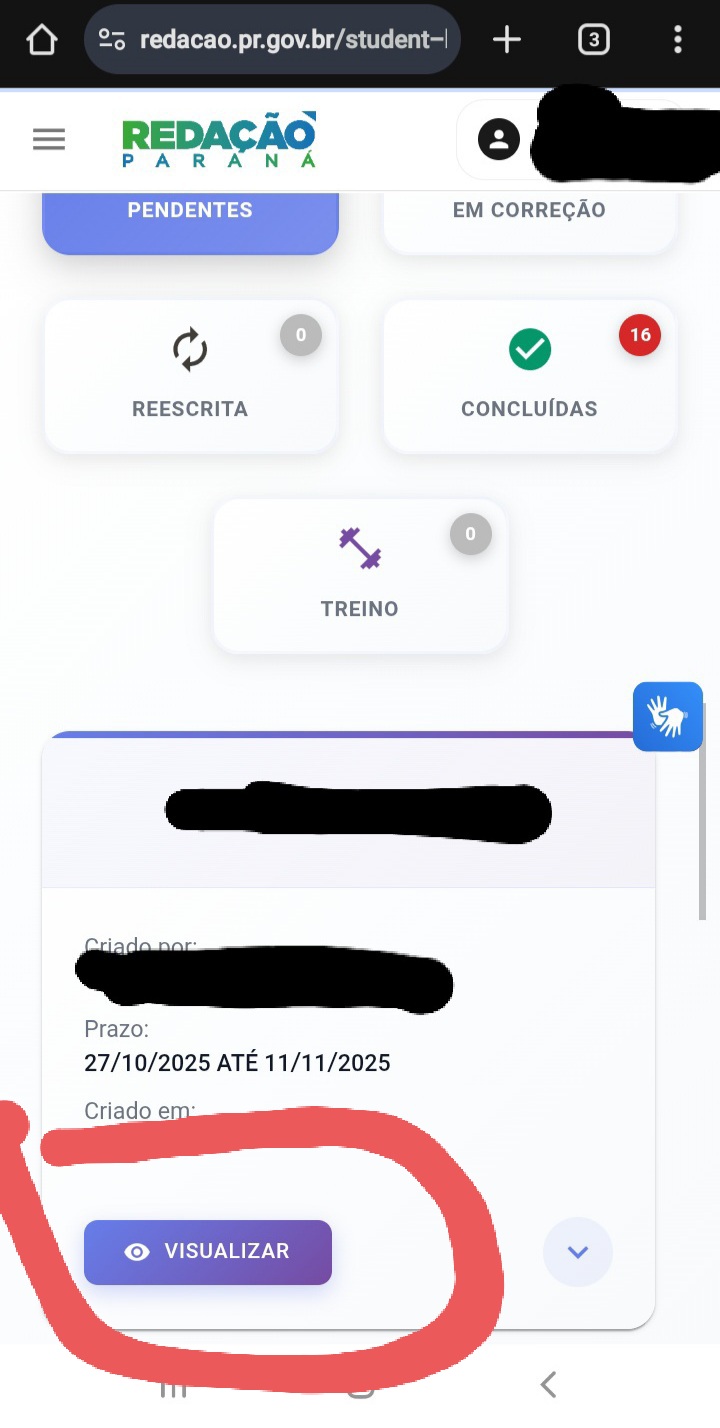 redacao.pr.gov.br/student-
3
REDAÇÃO
PARANÁ
PENDENTES
EM CORREÇÃO
0
REESCRITA
16
CONCLUÍDAS
0
TREINO
Criado por:
Prazo:
27/10/2025 ATÉ 11/11/2025
Criado em:
VISUALIZAR